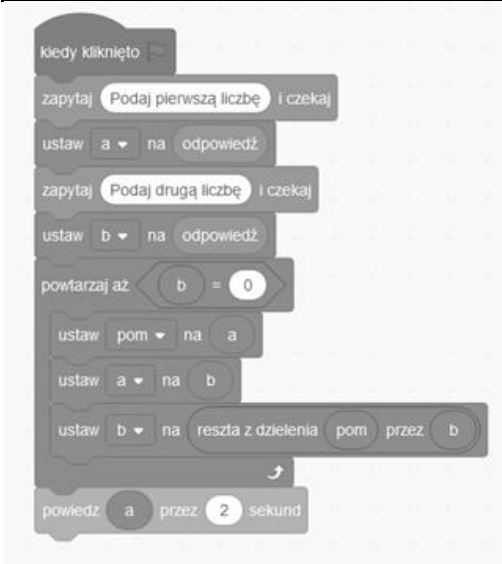 kiedy kliknięto
zapytaj Podaj pierwszą liczbę i czekaj
ustaw a na odpowiedź
zapytaj Podaj drugą liczbę i czekaj
ustaw b na odpowiedź
powtarzaj aż b = 0
ustaw pom na a
ustaw a na b
ustaw b na reszta z dzielenia pom przez b
powiedz a przez 2 sekund